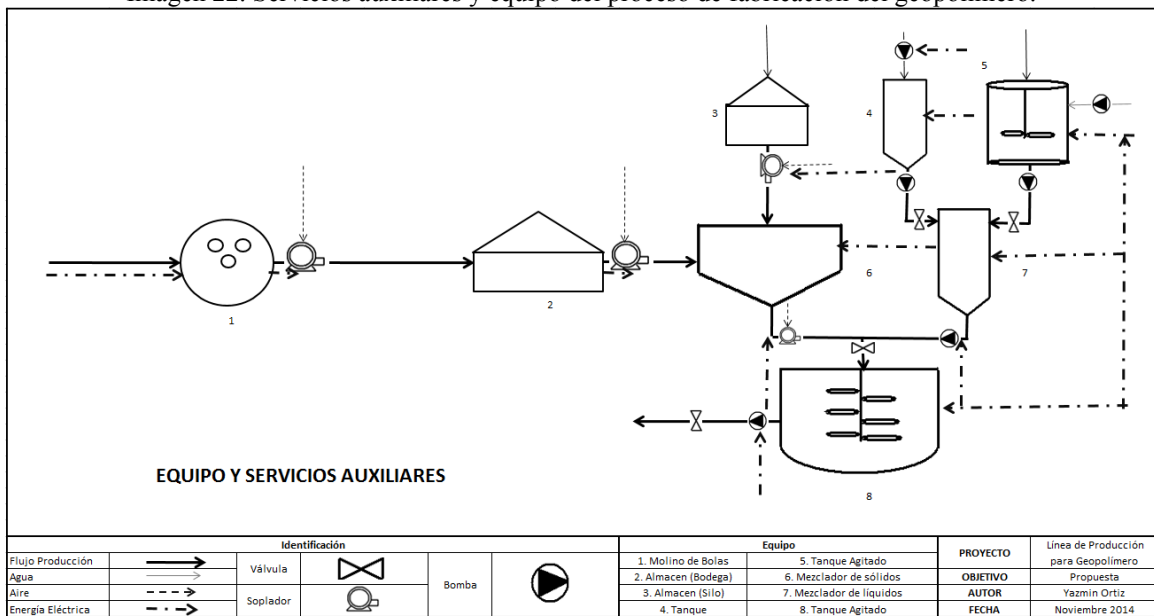 Imagen 22. Servicios auxiliares y equipo del proceso de fabricación del geopolímero.
5
3
4
6
7
2
1
EQUIPO Y SERVICIOS AUXILIARES
8
Identificación
Flujo Producción
Agua
Aire
Energía Eléctrica
Válvula
Soplador
Bomba
Equipo
1. Molino de Bolas
5. Tanque Agitado
2. Almacen (Bodega)
6. Mezclador de sólidos
3. Almacen (Silo)
7. Mezclador de líquidos
4. Tanque
8. Tanque Agitado
PROYECTO
Línea de Producción
para Geopolímero
OBJETIVO
Propuesta
AUTOR
Yazmin Ortiz
FECHA
Noviembre 2014